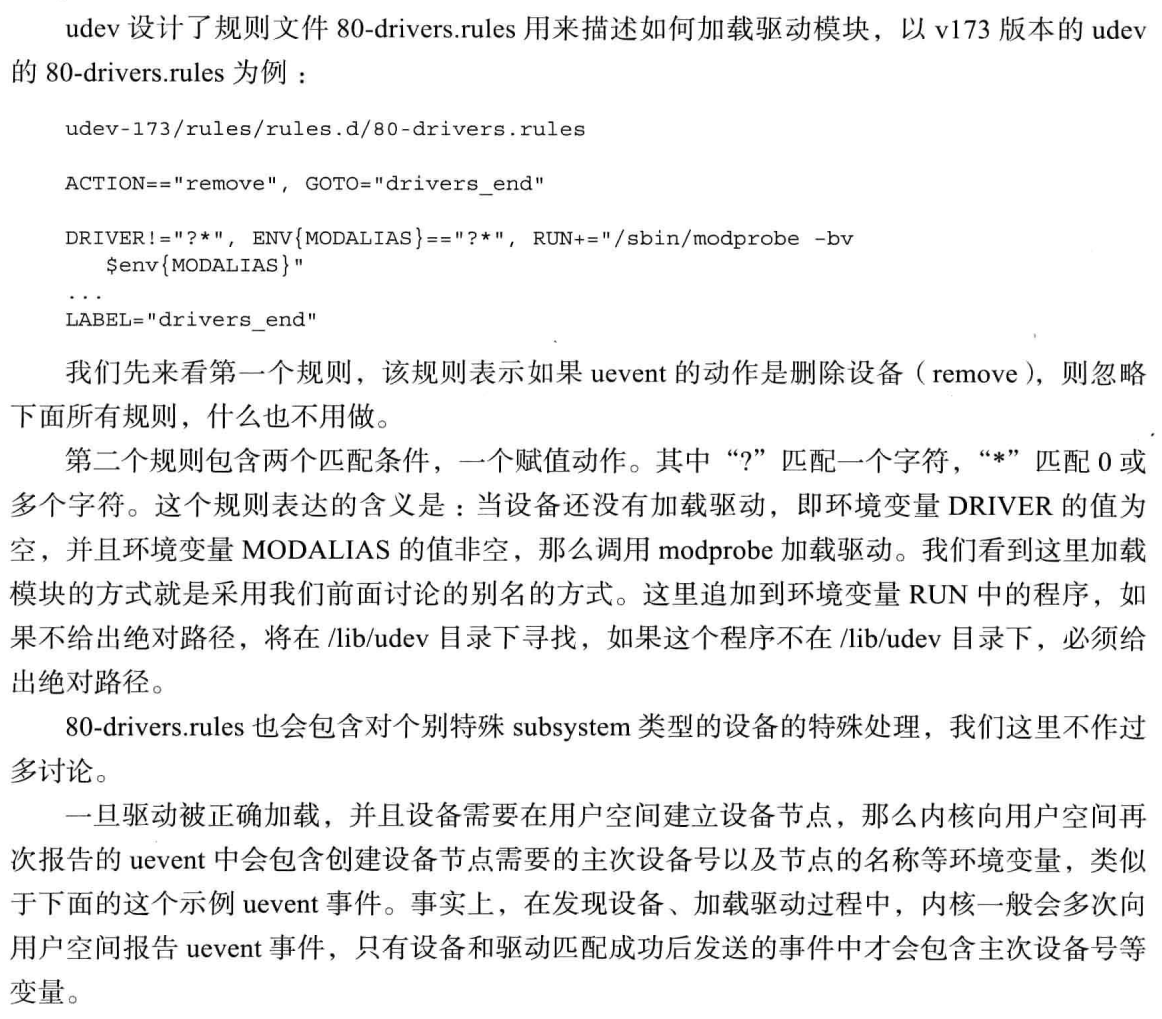 udev 设计了规则文件 80-drivers.rules 用来描述如何加载驱动模块，以 v173 版本的 udev
的 80-drivers.rules 为例：
udev-173/rules/rules.d/80-drivers.rules
ACTION=="remove", GOTO="drivers_end"
DRIVER!="?*", ENV{MODALIAS}=="?*", RUN+="/sbin/modprobe -bv
$env{MODALIAS}"
...
LABEL="drivers_end"
我们先来看第一个规则，该规则表示如果 uevent 的动作是删除设备（remove），则忽略
下面所有规则，什么也不用做。
第二个规则包含两个匹配条件，一个赋值动作。其中“?”匹配一个字符，“*”匹配 0 或
多个字符。这个规则表达的含义是：当设备还没有加载驱动，即环境变量 DRIVER 的值为
空，并且环境变量 MODALIAS 的值非空，那么调用 modprobe 加载驱动。我们看到这里加载
模块的方式就是采用我们前面讨论的别名的方式。这里追加到环境变量 RUN 中的程序，如
果不给出绝对路径，将在 /lib/udev 目录下寻找，如果这个程序不在 /lib/udev 目录下，必须给
出绝对路径。
80-drivers.rules 也会包含对个别特殊 subsystem 类型的设备的特殊处理，我们这里不作过
多讨论。
一旦驱动被正确加载，并且设备需要在用户空间建立设备节点，那么内核向用户空间再
次报告的 uevent 中会包含创建设备节点需要的主次设备号以及节点的名称等环境变量，类似
于下面的这个示例 uevent 事件。事实上，在发现设备、加载驱动过程中，内核一般会多次向
用户空间报告 uevent 事件，只有设备和驱动匹配成功后发送的事件中才会包含主次设备号等
变量。